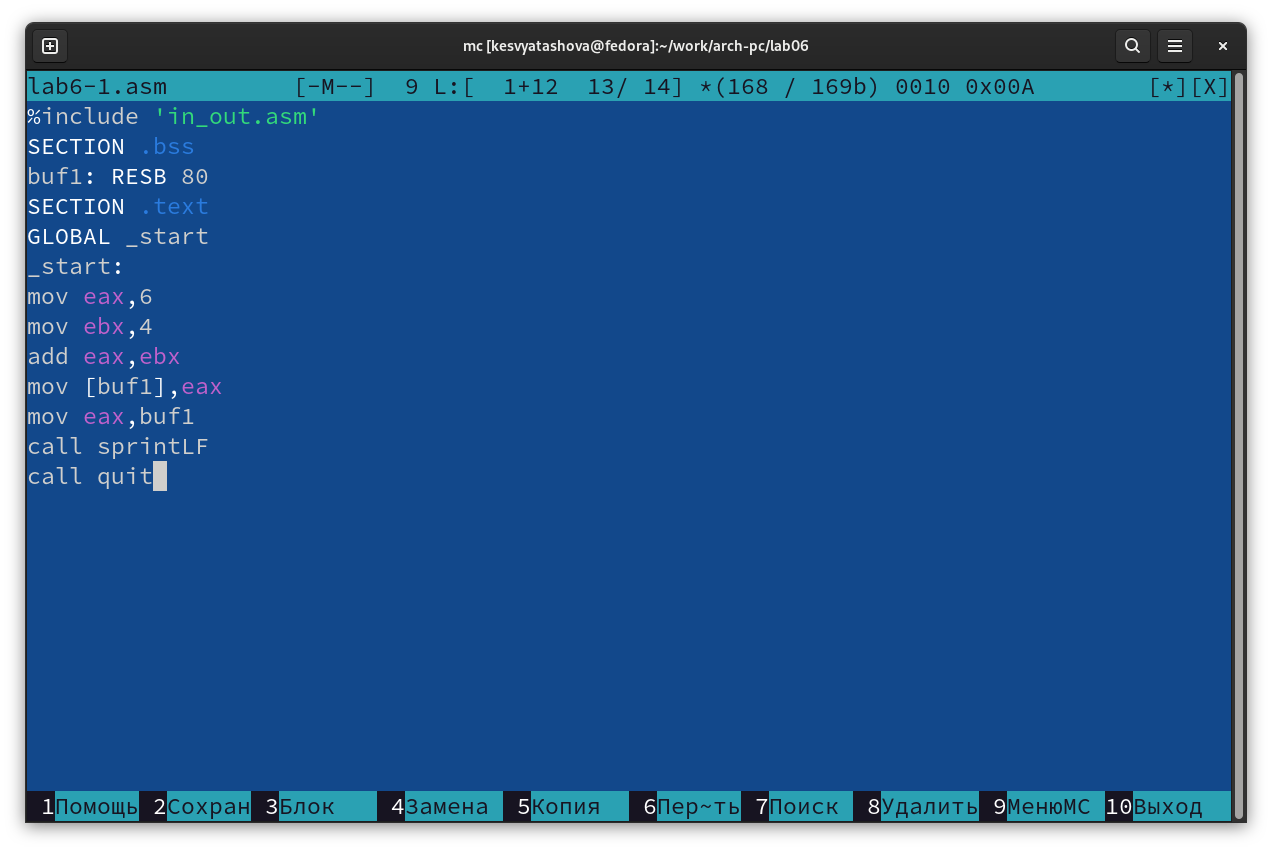 mc [kesvyatashova@fedora]:~/work/arch-pc/lab06
lab6-1.asm [-M--] 9 L:[ 1+12 13/ 14] *(168 / 169b) 0010 0x00A [*][X]
%include 'in_out.asm'
SECTION .bss
buf1: RESB 80
SECTION .text
GLOBAL _start
_start:
mov eax,6
mov ebx,4
add eax,ebx
mov [buf1],eax
mov eax,buf1
call sprintLF
call quit
1Помощь 2Сохран 3Блок 4Замена 5Копия 6Пер~ть 7Поиск 8Удалить 9МенюMC 10Выход